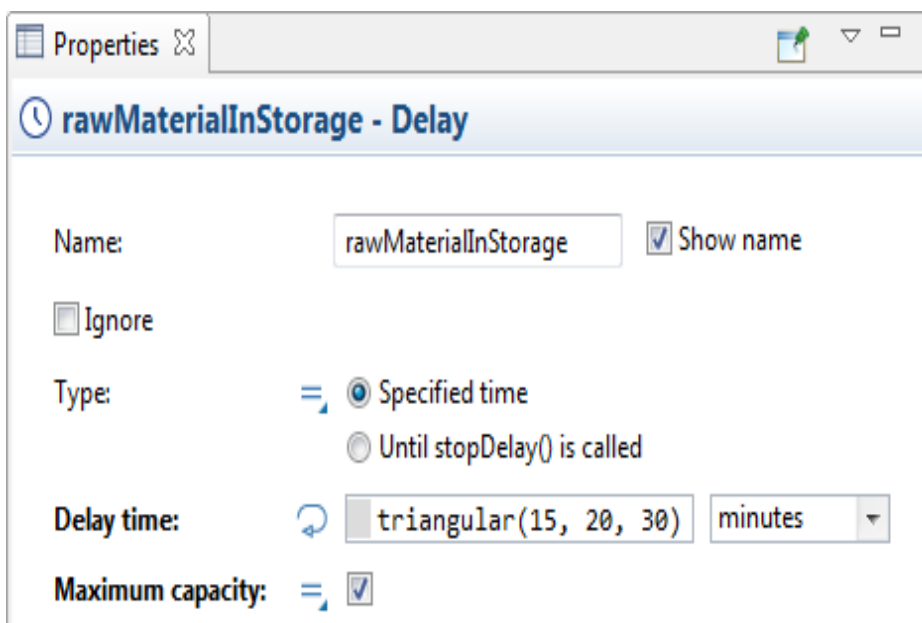 Properties
rawMaterialInStorage - Delay
Name: rawMaterialInStorage Show name
Ignore
Type: Specified time
Until stopDelay() is called
Delay time: triangular(15, 20, 30) minutes
Maximum capacity: